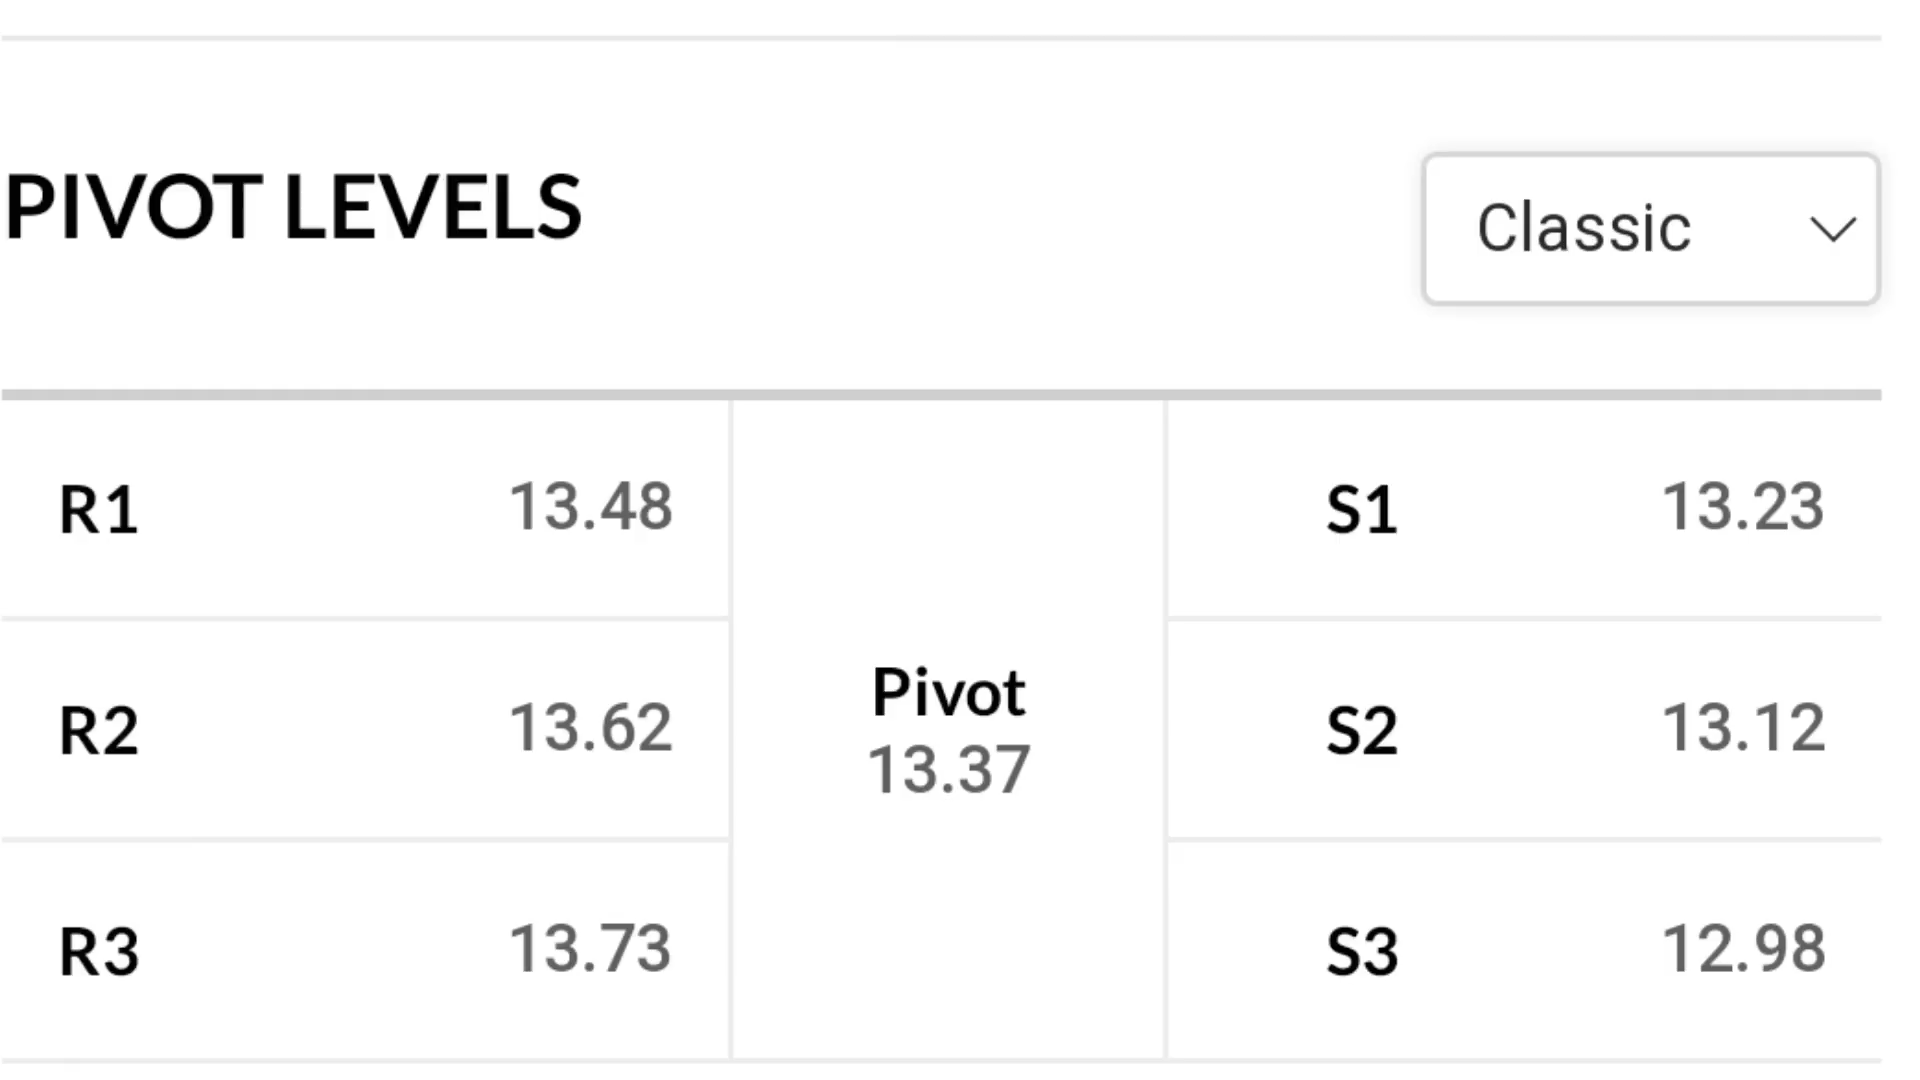 PIVOT LEVELS
Classic
R1 13.48
S1 13.23
R2 13.62
Pivot
13.37
S2 13.12
R3 13.73
S3 12.98